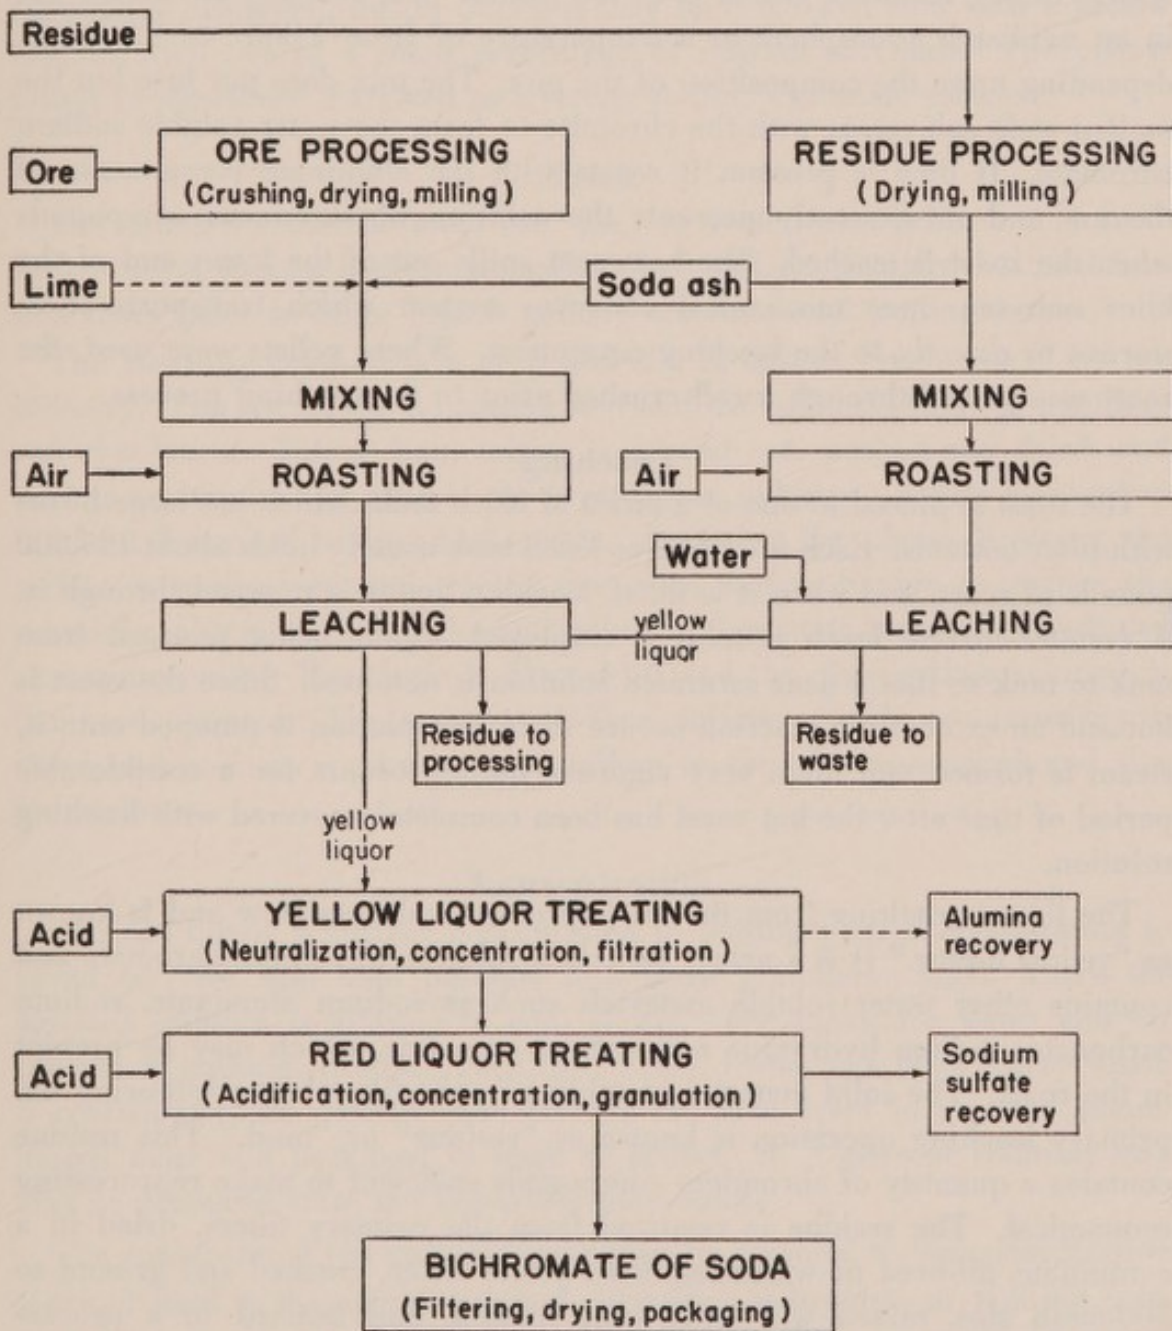 Residue
Ore
ORE PROCESSING
(Crushing, drying, milling)
RESIDUE PROCESSING
(Drying, milling)
Lime
Soda ash
MIXING
MIXING
Air
ROASTING
Air
ROASTING
Water
LEACHING
yellow
liquor
LEACHING
Residue to
processing
Residue to
waste
yellow
liquor
Acid
YELLOW LIQUOR TREATING
(Neutralization, concentration, filtration)
Alumina
recovery
Acid
RED LIQUOR TREATING
(Acidification, concentration, granulation)
Sodium
sulfate
recovery
BICHROMATE OF SODA
(Filtering, drying, packaging)